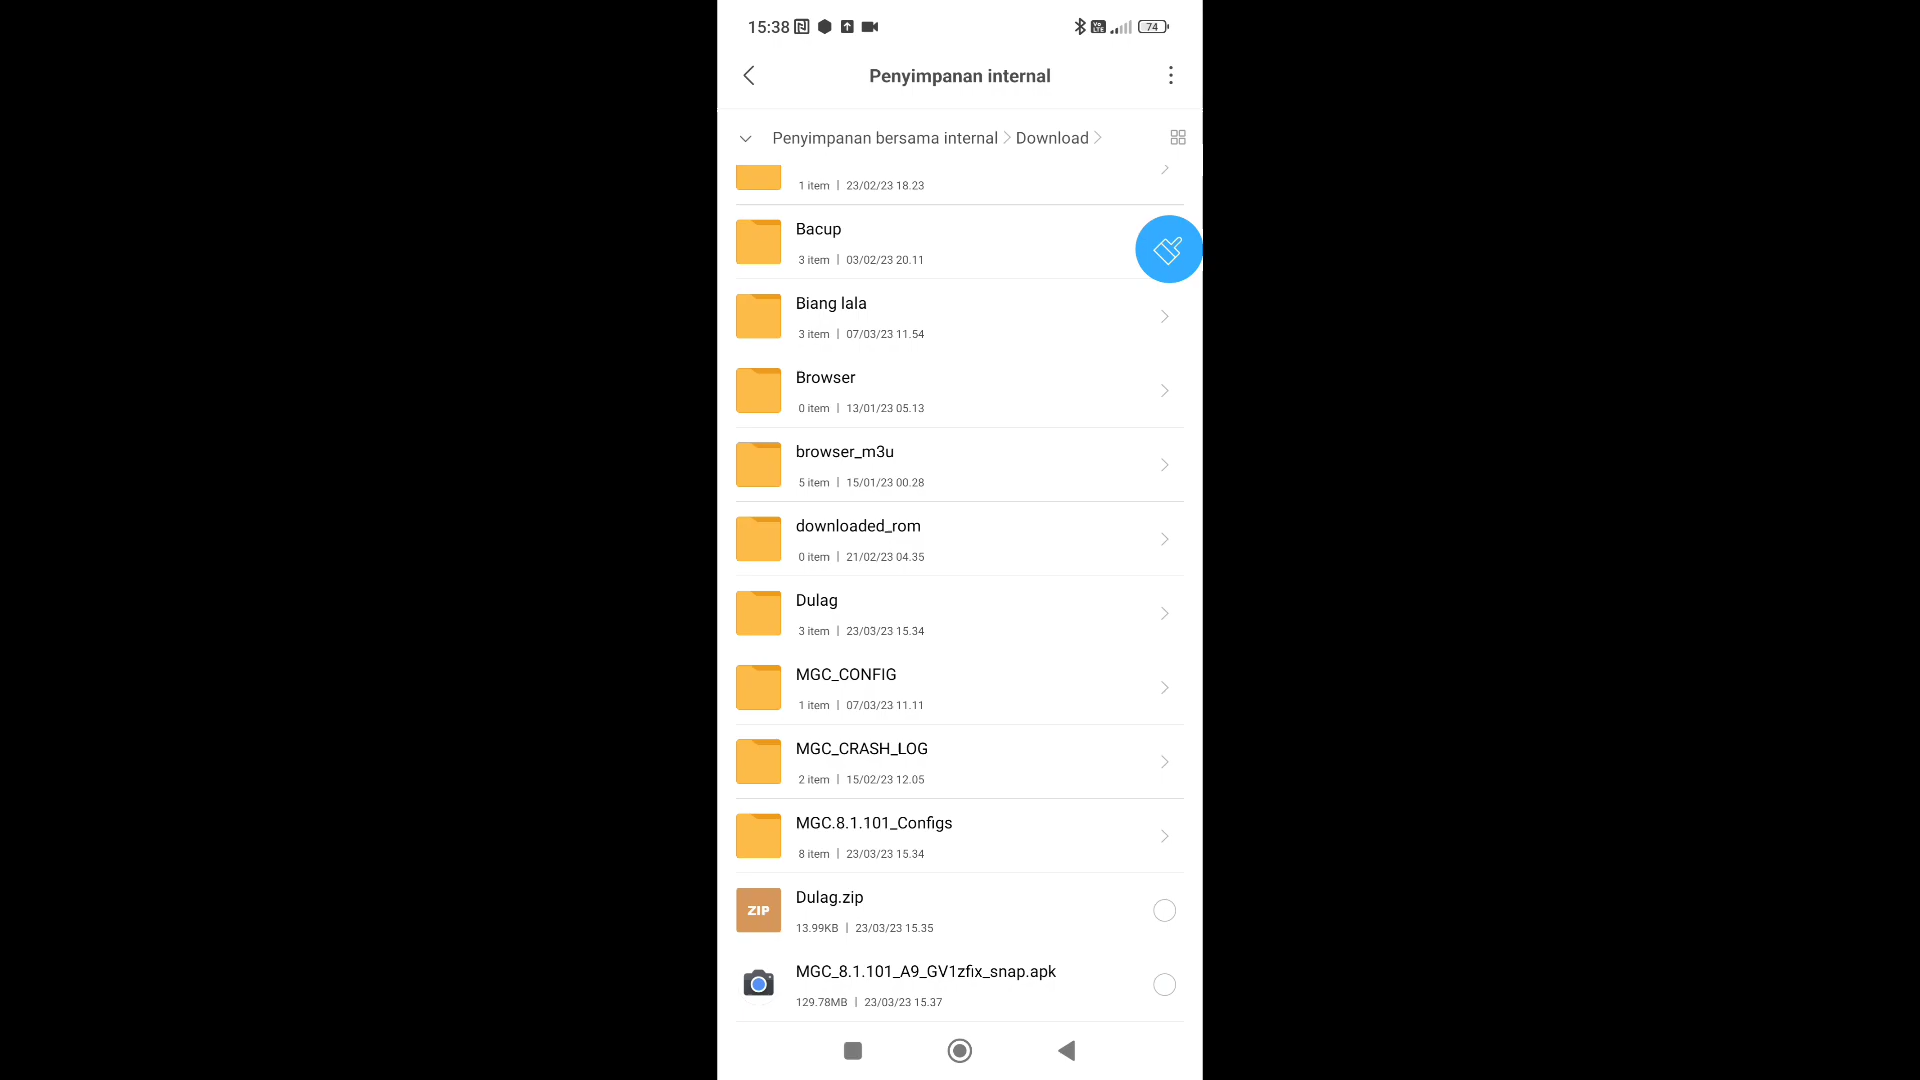 15:38
Vo LTE
74
Penyimpanan internal
Penyimpanan bersama internal > Download >
1 item | 23/02/23 18.23
Bacup
3 item | 03/02/23 20.11
Biang lala
3 item | 07/03/23 11.54
Browser
0 item | 13/01/23 05.13
browser_m3u
5 item | 15/01/23 00.28
downloaded_rom
0 item | 21/02/23 04.35
Dulag
3 item | 23/03/23 15.34
MGC_CONFIG
1 item | 07/03/23 11.11
MGC_CRASH_LOG
2 item | 15/02/23 12.05
MGC.8.1.101_Configs
8 item | 23/03/23 15.34
ZIP
Dulag.zip
13.99KB | 23/03/23 15.35
MGC_8.1.101_A9_GV1zfix_snap.apk
129.78MB | 23/03/23 15.37